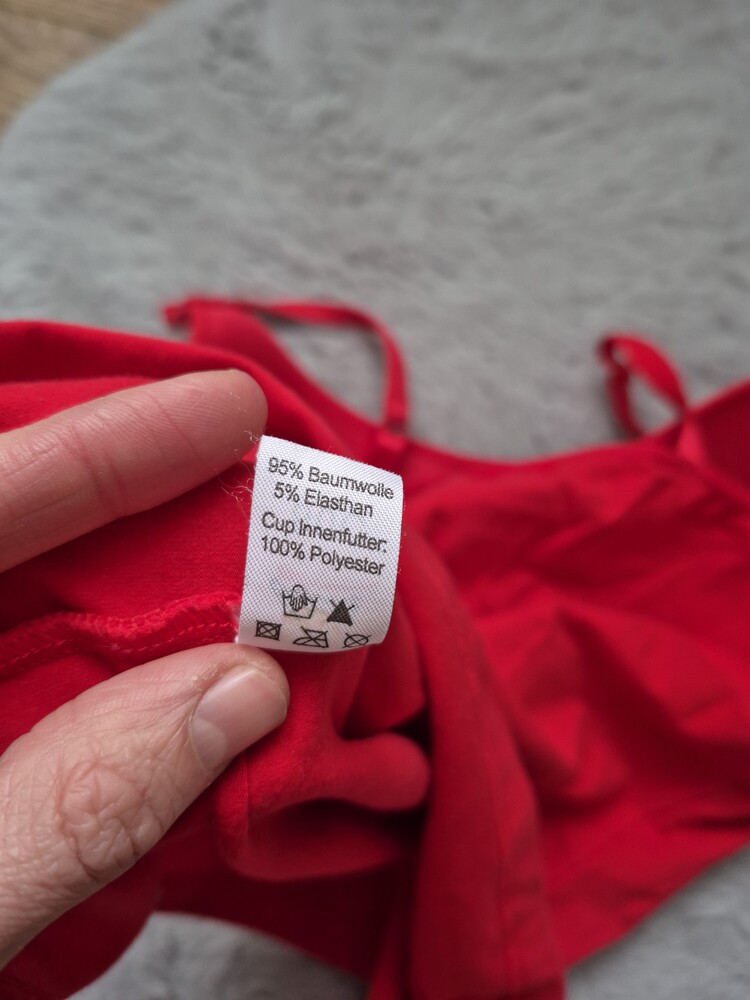 95% Baumwolle
5% Elasthan
Cup Innenfutter:
100% Polyester